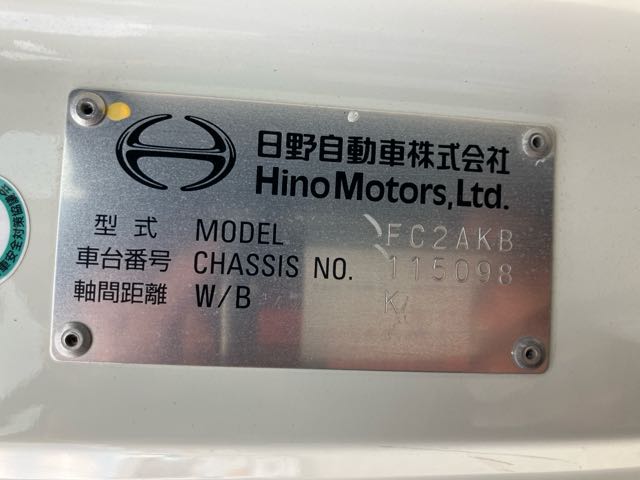 日野自動車株式会社
Hino Motors, Ltd.
型式 MODEL FC2AKB
車台番号 CHASSIS NO. 115098
軸間距離 W/B K